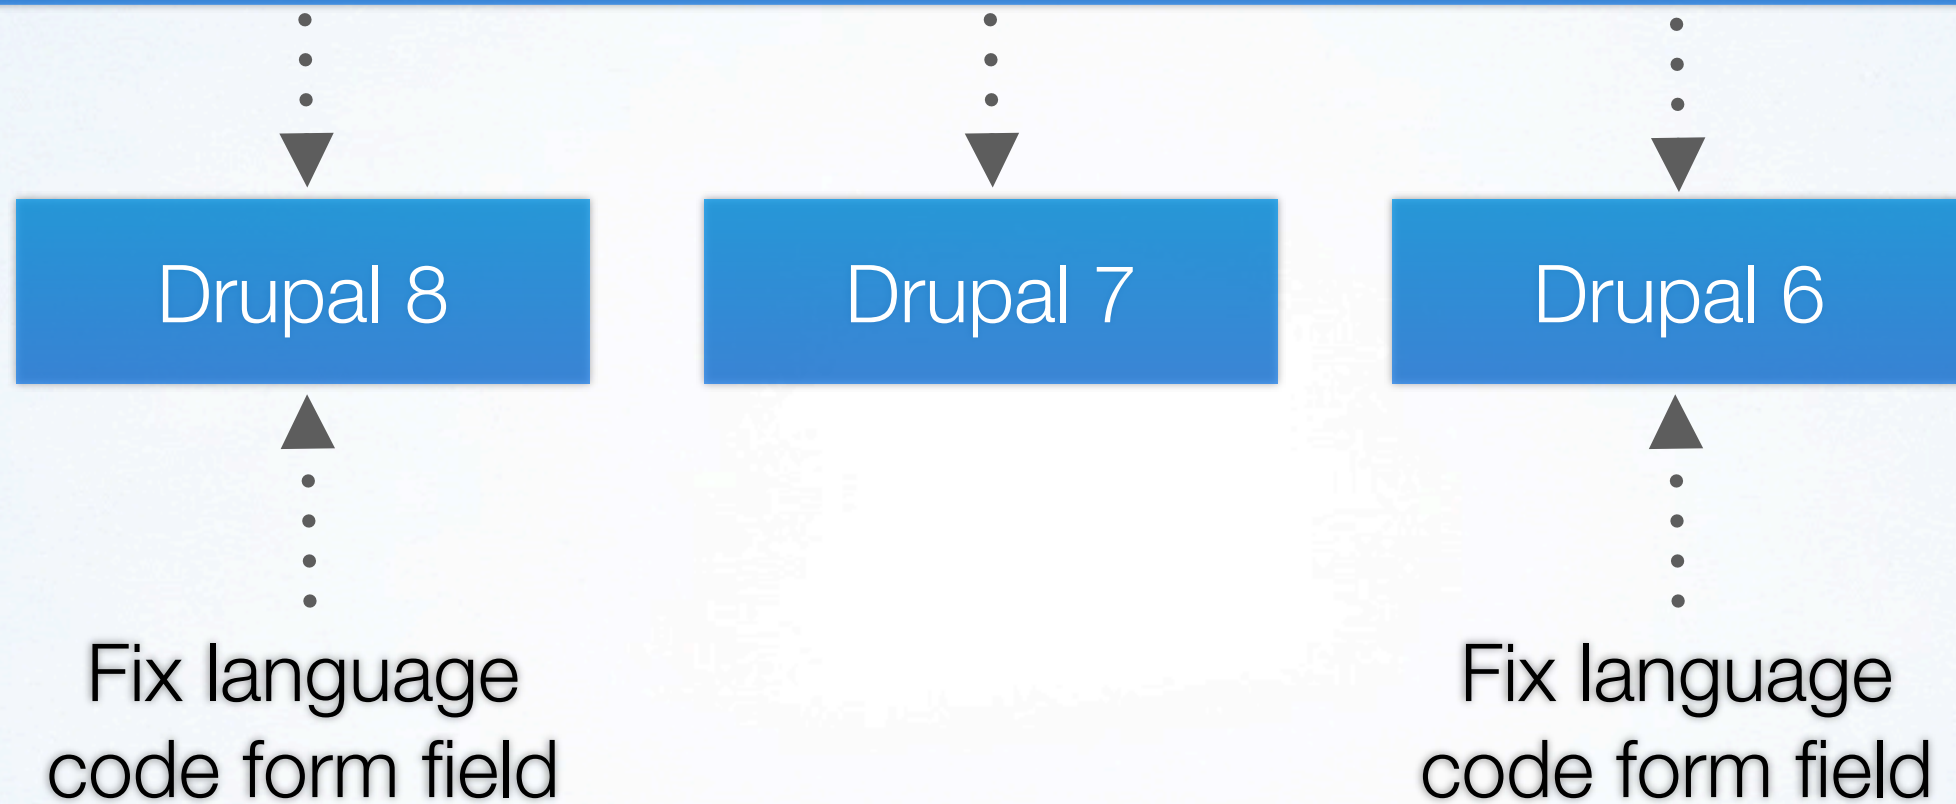 Drupal 8
Drupal 7
Drupal 6
Fix language
code form field
Fix language
code form field